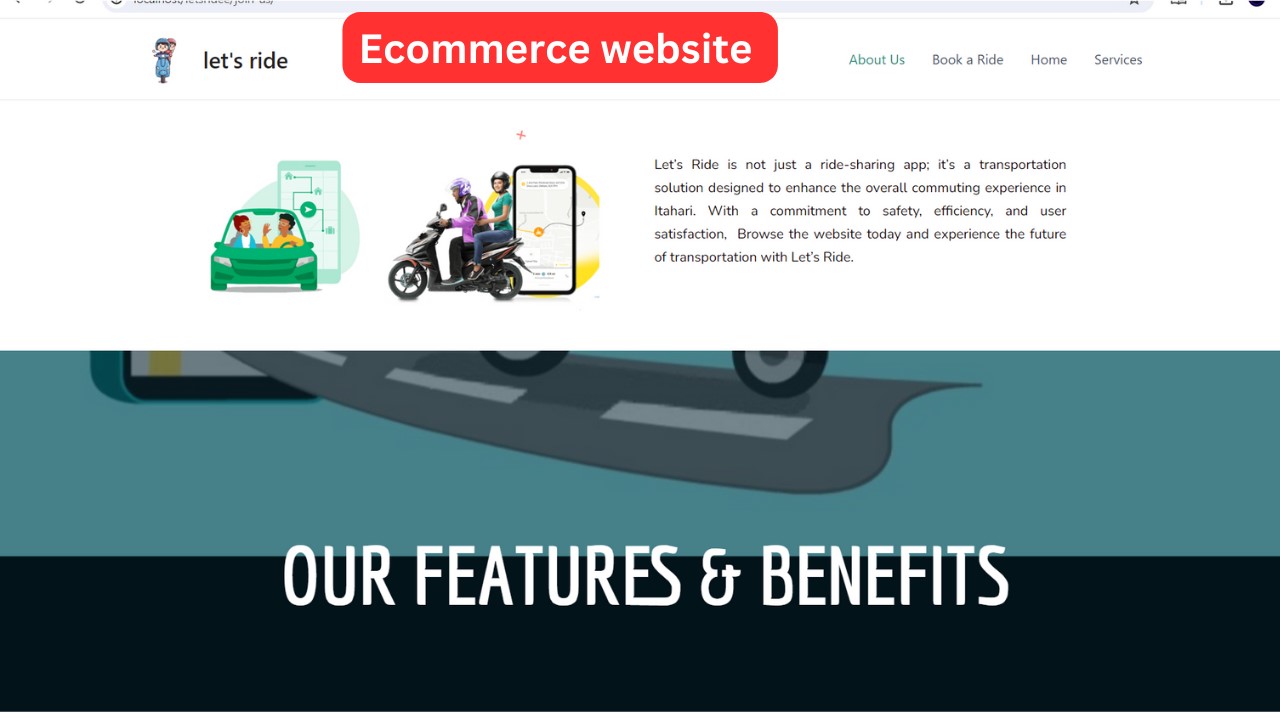 localhost/letsridee/join-us/
Ecommerce website
let's ride
About Us
Book a Ride
Home
Services
Let's Ride is not just a ride-sharing app; it's a transportation
solution designed to enhance the overall commuting experience in
Itahari. With a commitment to safety, efficiency, and user
satisfaction, Browse the website today and experience the future
of transportation with Let's Ride.
OUR FEATURES & BENEFITS